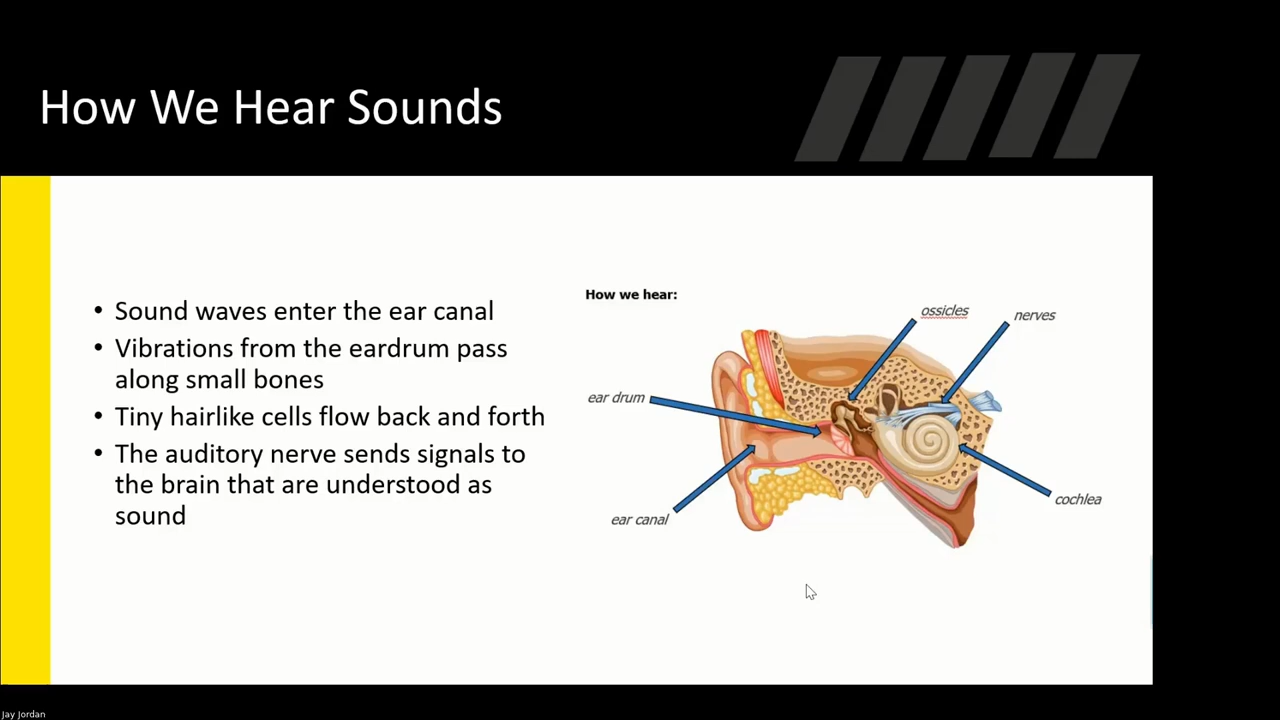 How We Hear Sounds
• Sound waves enter the ear canal
• Vibrations from the eardrum pass
along small bones
• Tiny hairlike cells flow back and forth
• The auditory nerve sends signals to
the brain that are understood as
sound
How we hear:
ossicles
nerves
ear drum
cochlea
ear canal
Jay Jordan